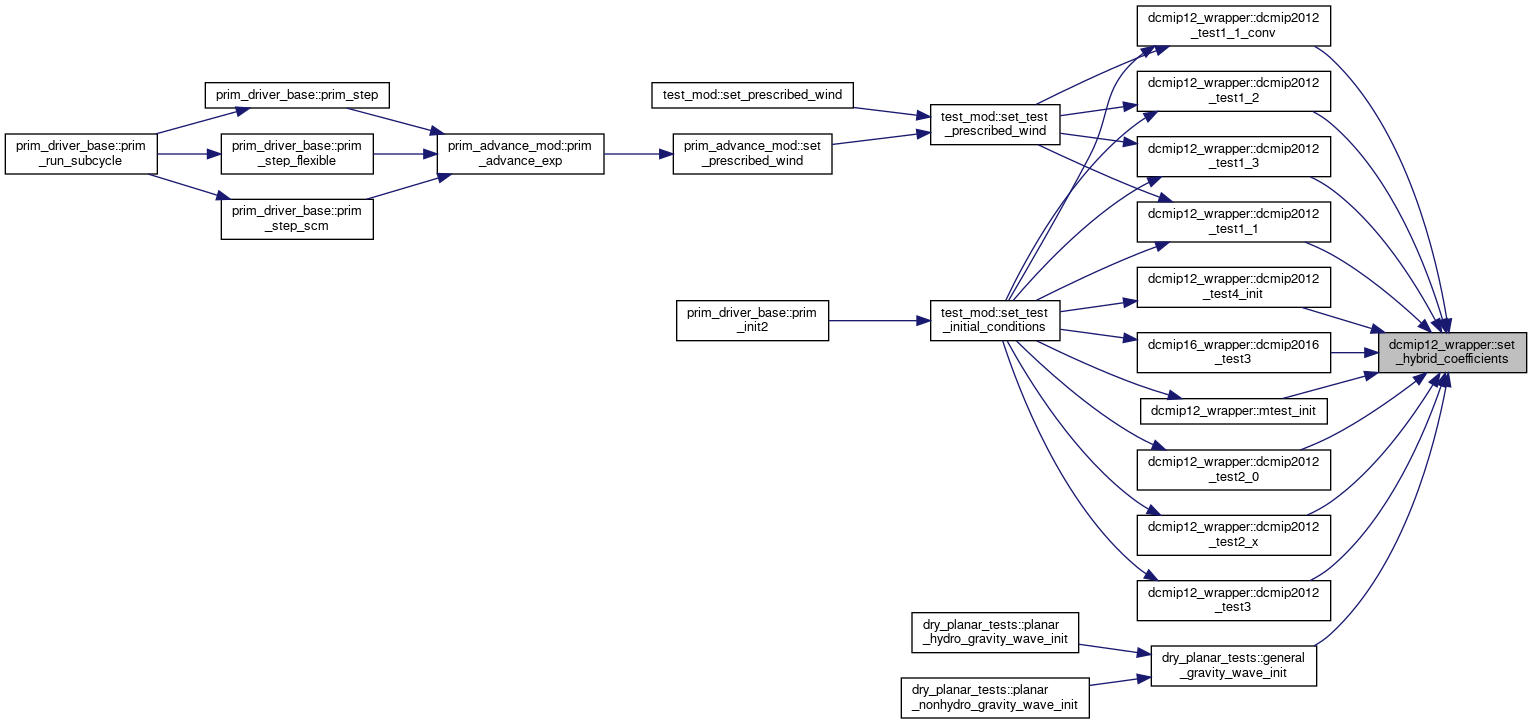 prim_driver_base::prim
_run_subcycle
prim_driver_base::prim_step
prim_driver_base::prim
_step_flexible
prim_driver_base::prim
_step_scm
prim_advance_mod::prim
_advance_exp
test_mod::set_prescribed_wind
prim_advance_mod::set
_prescribed_wind
prim_driver_base::prim
_init2
test_mod::set_test
_prescribed_wind
test_mod::set_test
_initial_conditions
dry_planar_tests::planar
_hydro_gravity_wave_init
dry_planar_tests::planar
_nonhydro_gravity_wave_init
dcmip12_wrapper::dcmip2012
_test1_1_conv
dcmip12_wrapper::dcmip2012
_test1_2
dcmip12_wrapper::dcmip2012
_test1_3
dcmip12_wrapper::dcmip2012
_test1_1
dcmip12_wrapper::dcmip2012
_test4_init
dcmip16_wrapper::dcmip2016
_test3
dcmip12_wrapper::mtest_init
dcmip12_wrapper::dcmip2012
_test2_0
dcmip12_wrapper::dcmip2012
_test2_x
dcmip12_wrapper::dcmip2012
_test3
dry_planar_tests::general
_gravity_wave_init
dcmip12_wrapper::set
_hybrid_coefficients